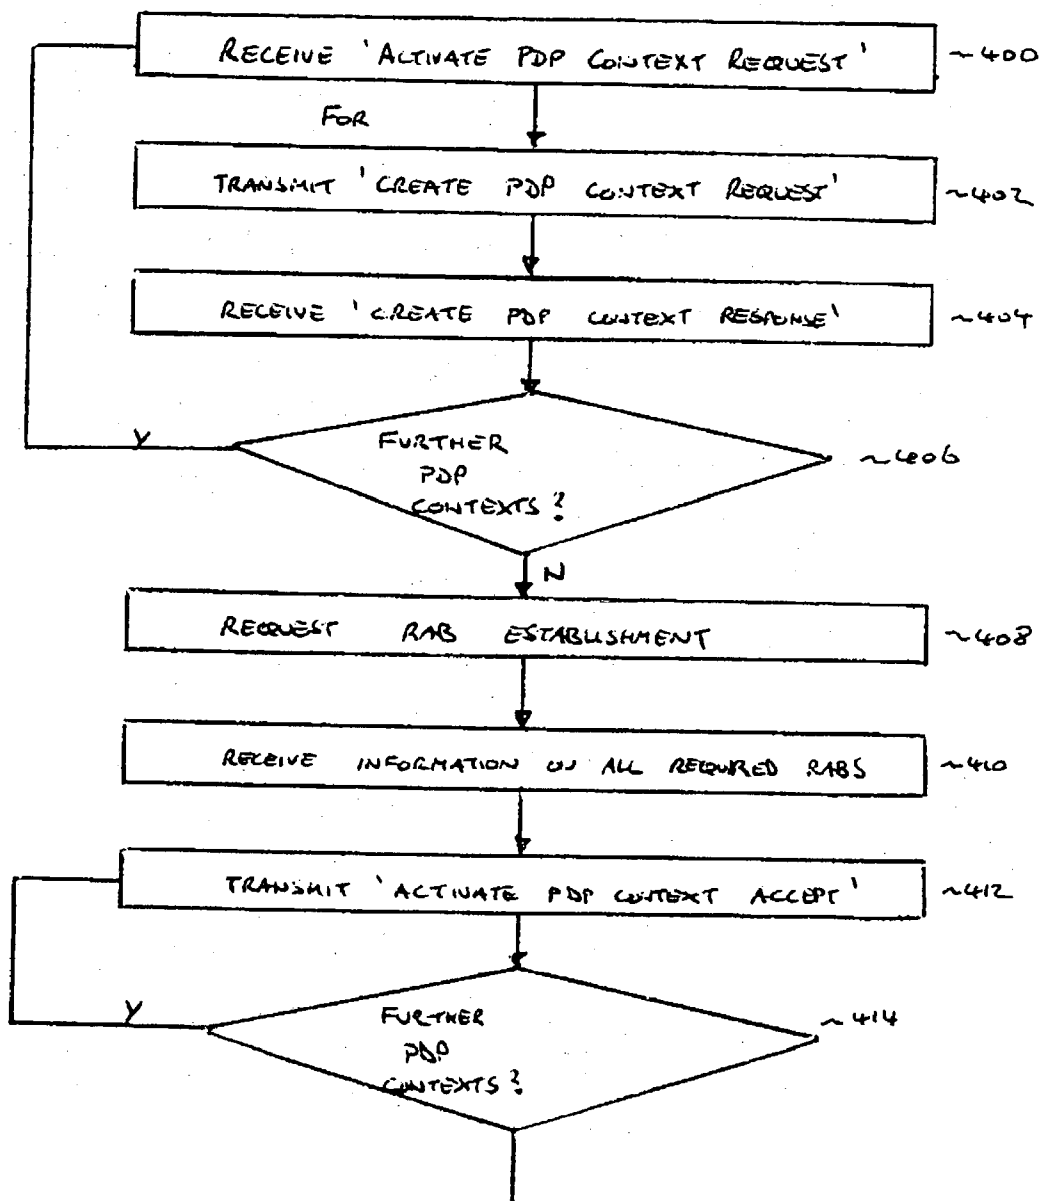 RECEIVE 'ACTIVATE PDP CONTEXT REQUEST' ~400
FOR
TRANSMIT 'CREATE PDP CONTEXT REQUEST' ~402
RECEIVE 'CREATE PDP CONTEXT RESPONSE' ~404
Y
FURTHER
PDP
CONTEXTS?
~406
N
REQUEST RAB ESTABLISHMENT ~408
RECEIVE INFORMATION ON ALL REQUIRED RABS ~410
TRANSMIT 'ACTIVATE PDP CONTEXT ACCEPT' ~412
Y
FURTHER
PDP
CONTEXTS?
~414